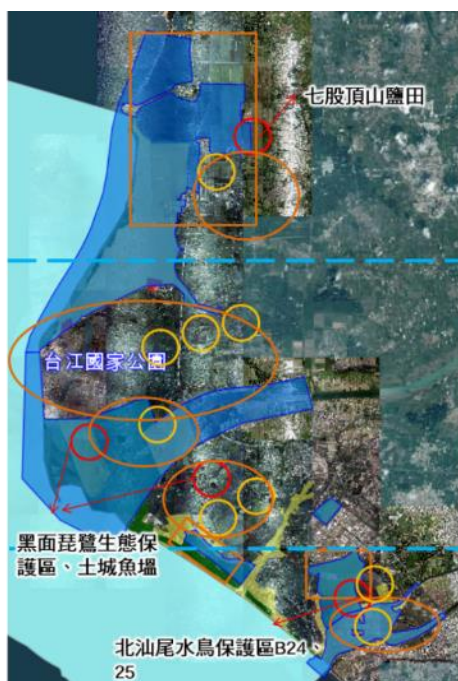 七股頂山鹽田
台江國家公園
黑面琵鷺生態保
護區、土城魚塭
北汕尾水鳥保護區B24、
25